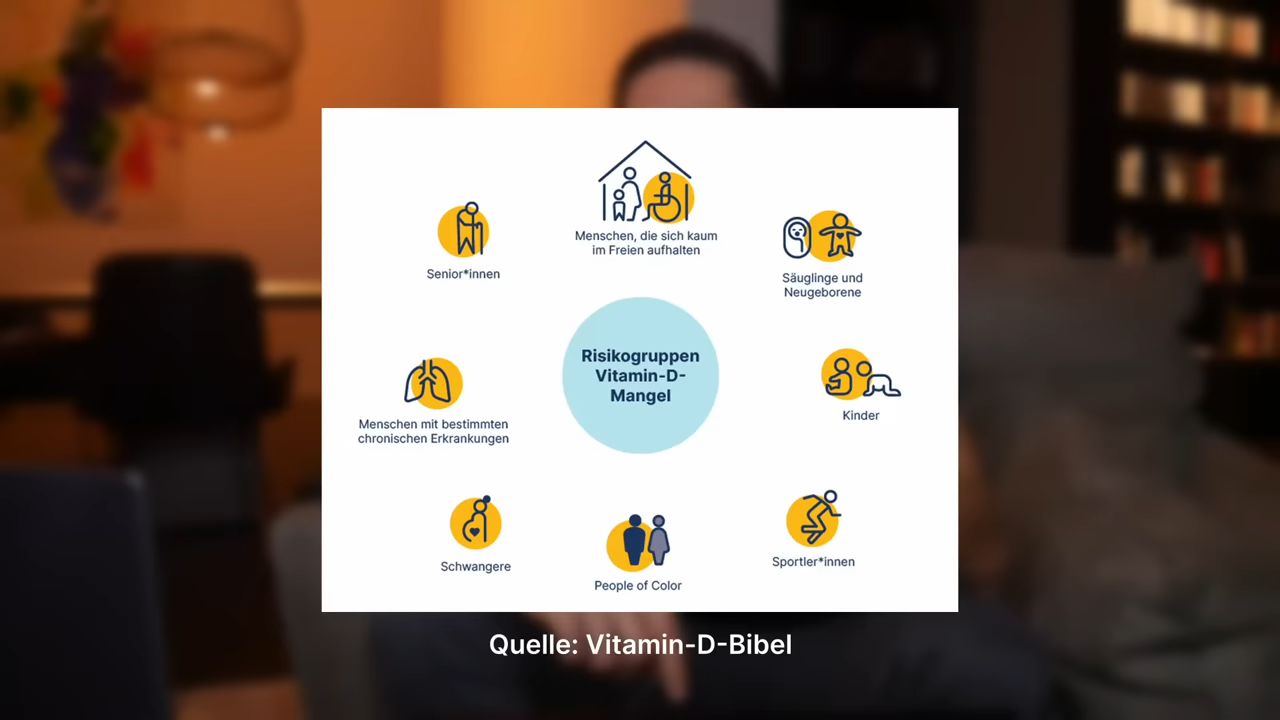 Menschen, die sich kaum
im Freien aufhalten
Senior*innen
Säuglinge und
Neugeborene
Risikogruppen
Vitamin-D-
Mangel
Menschen mit bestimmten
chronischen Erkrankungen
Kinder
Schwangere
People of Color
Sportler*innen
Quelle: Vitamin-D-Bibel